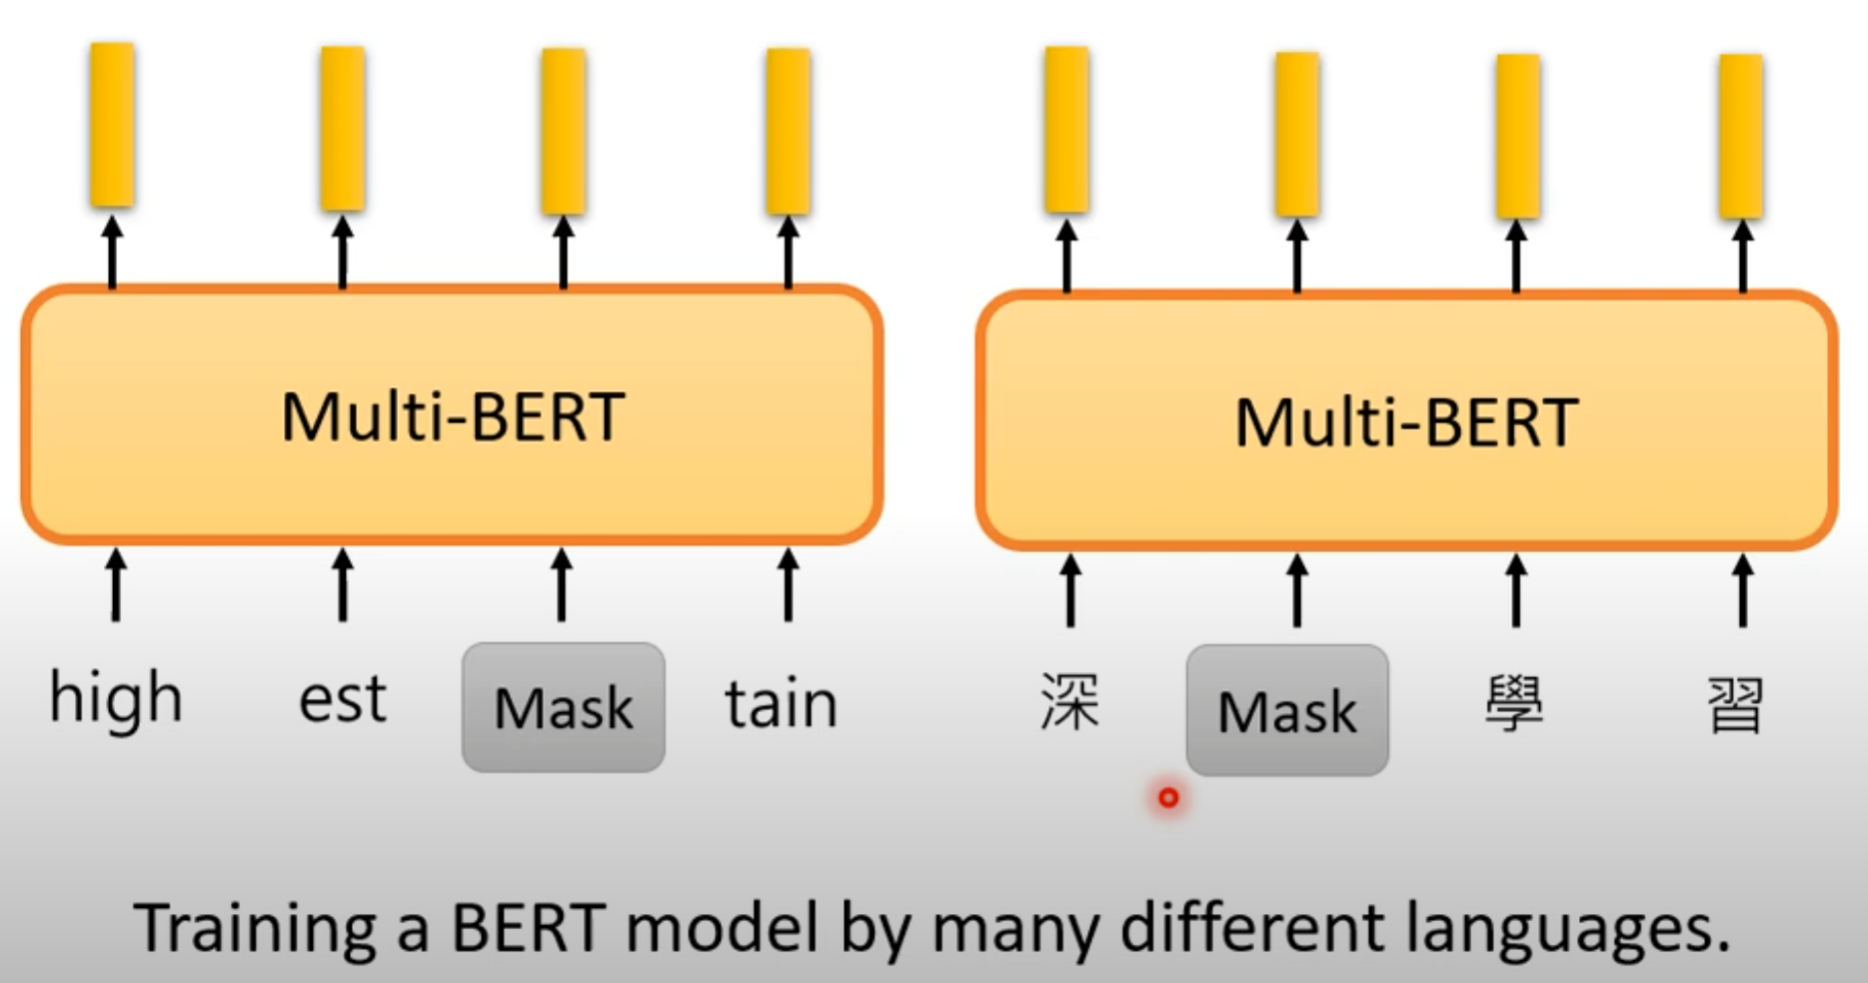 Multi-BERT
Multi-BERT
high est Mask tain
深 Mask 學 習
Training a BERT model by many different languages.